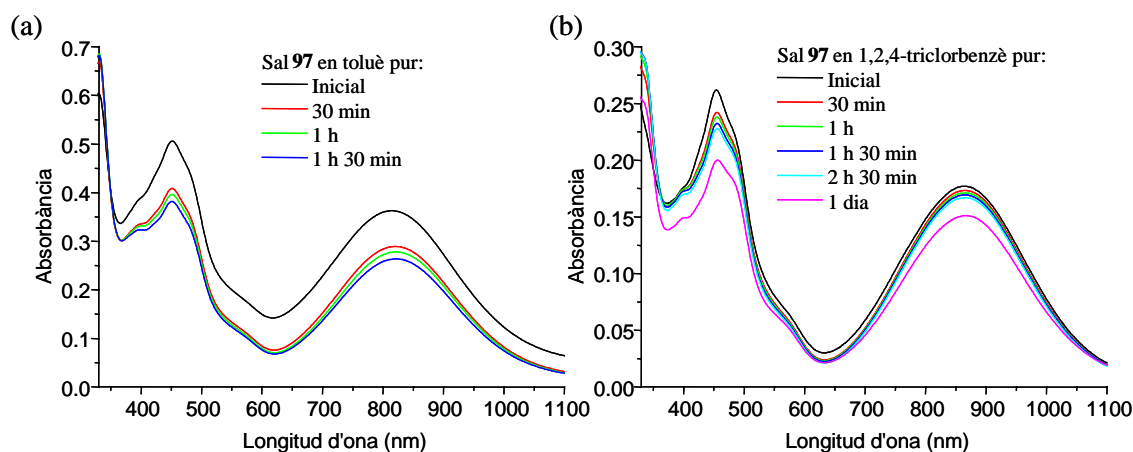 (a)
Sal 97 en toluè pur:
Inicial
30 min
1 h
1 h 30 min
0.7
0.6
0.5
0.4
0.3
0.2
0.1
0.0
Absorbància
400 500 600 700 800 900 1000 1100
Longitud d'ona (nm)
(b)
Sal 97 en 1,2,4-triclorbenzè pur:
Inicial
30 min
1 h
1 h 30 min
2 h 30 min
1 dia
0.30
0.25
0.20
0.15
0.10
0.05
0.00
Absorbància
400 500 600 700 800 900 1000 1100
Longitud d'ona (nm)